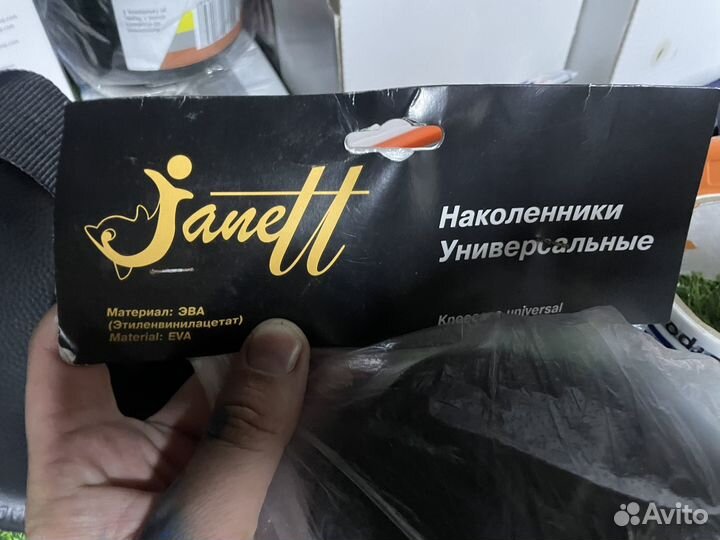 Janett
Наколенники
Универсальные
Материал: ЭВА
(Этиленвинилацетат)
Material: EVA
universal
Avito